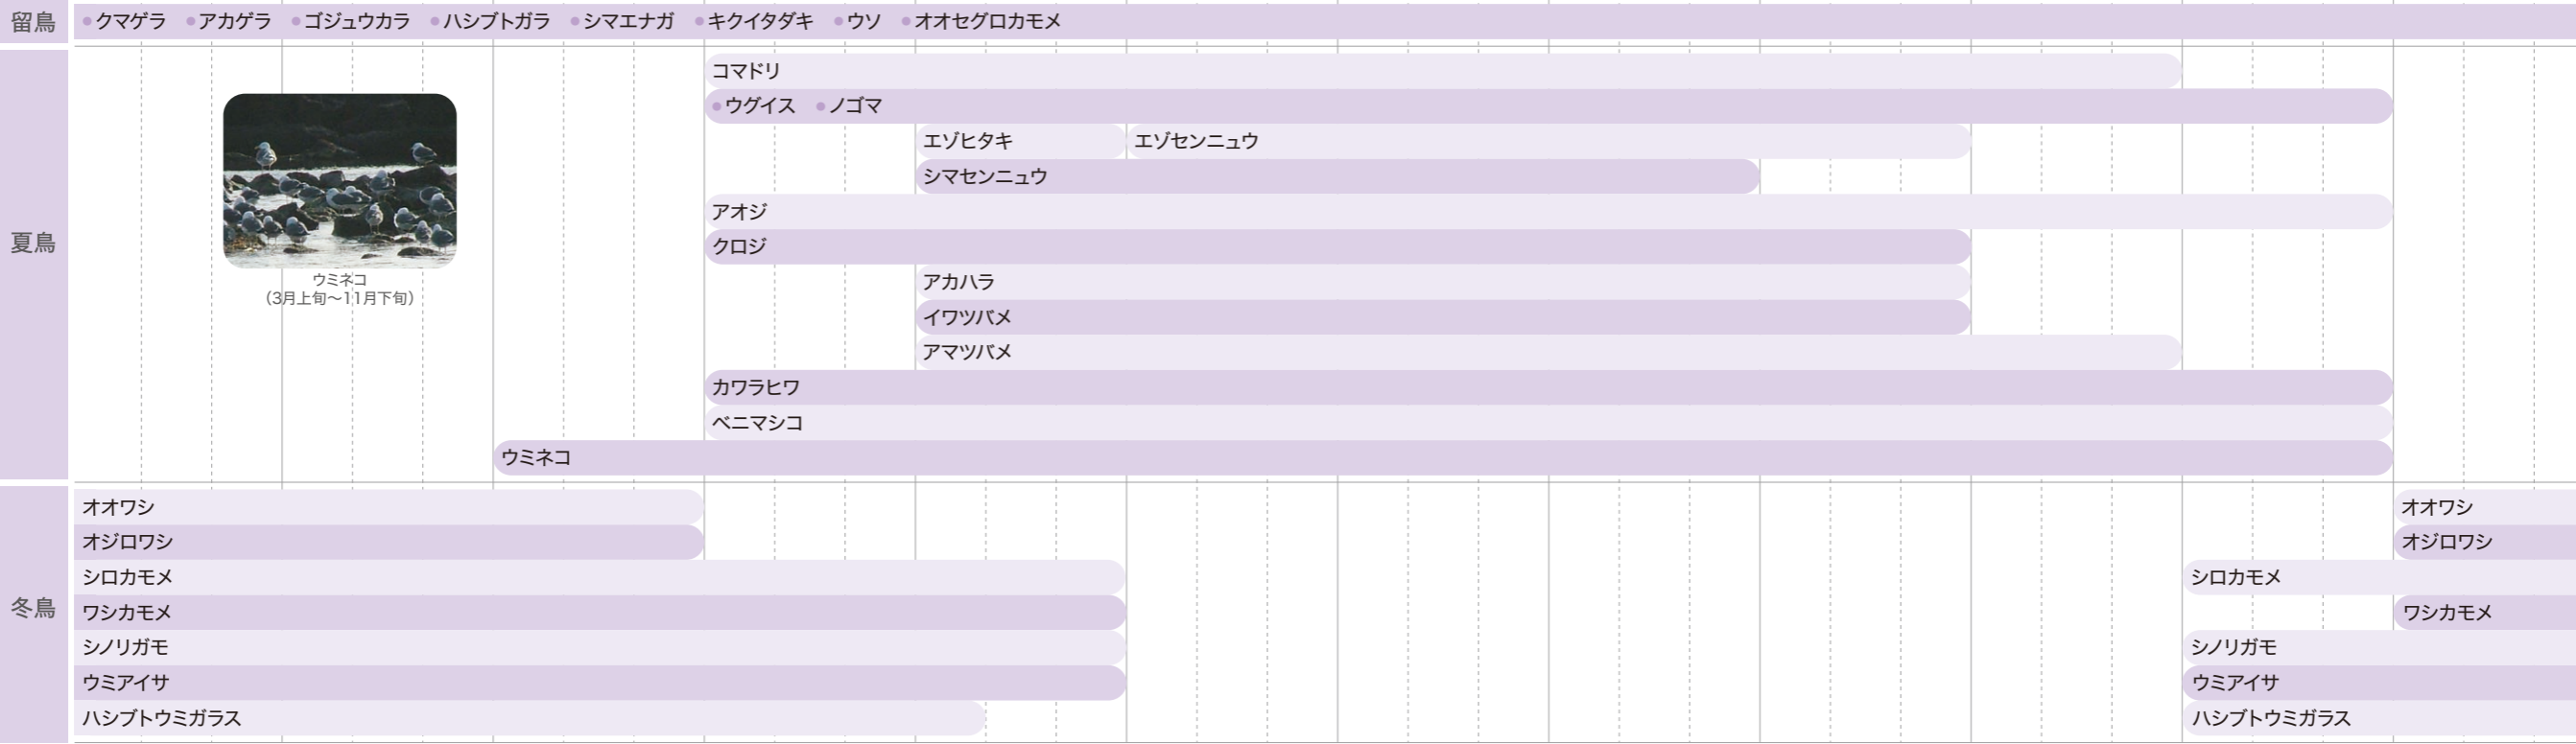 留鳥
●クマゲラ ●アカゲラ ●ゴジュウカラ ●ハシブトガラ ●シマエナガ ●キクイタダキ ●ウソ ●オオセグロカモメ
夏鳥
コマドリ
●ウグイス ●ノゴマ
エゾヒタキ エゾセンニュウ
シマセンニュウ
アオジ
クロジ
アカハラ
イワツバメ
アマツバメ
カワラヒワ
ベニマシコ
ウミネコ
ウミネコ
（3月上旬〜11月下旬）
冬鳥
オオワシ オオワシ
オジロワシ オジロワシ
シロカモメ シロカモメ
ワシカモメ ワシカモメ
シノリガモ シノリガモ
ウミアイサ ウミアイサ
ハシブトウミガラス ハシブトウミガラス